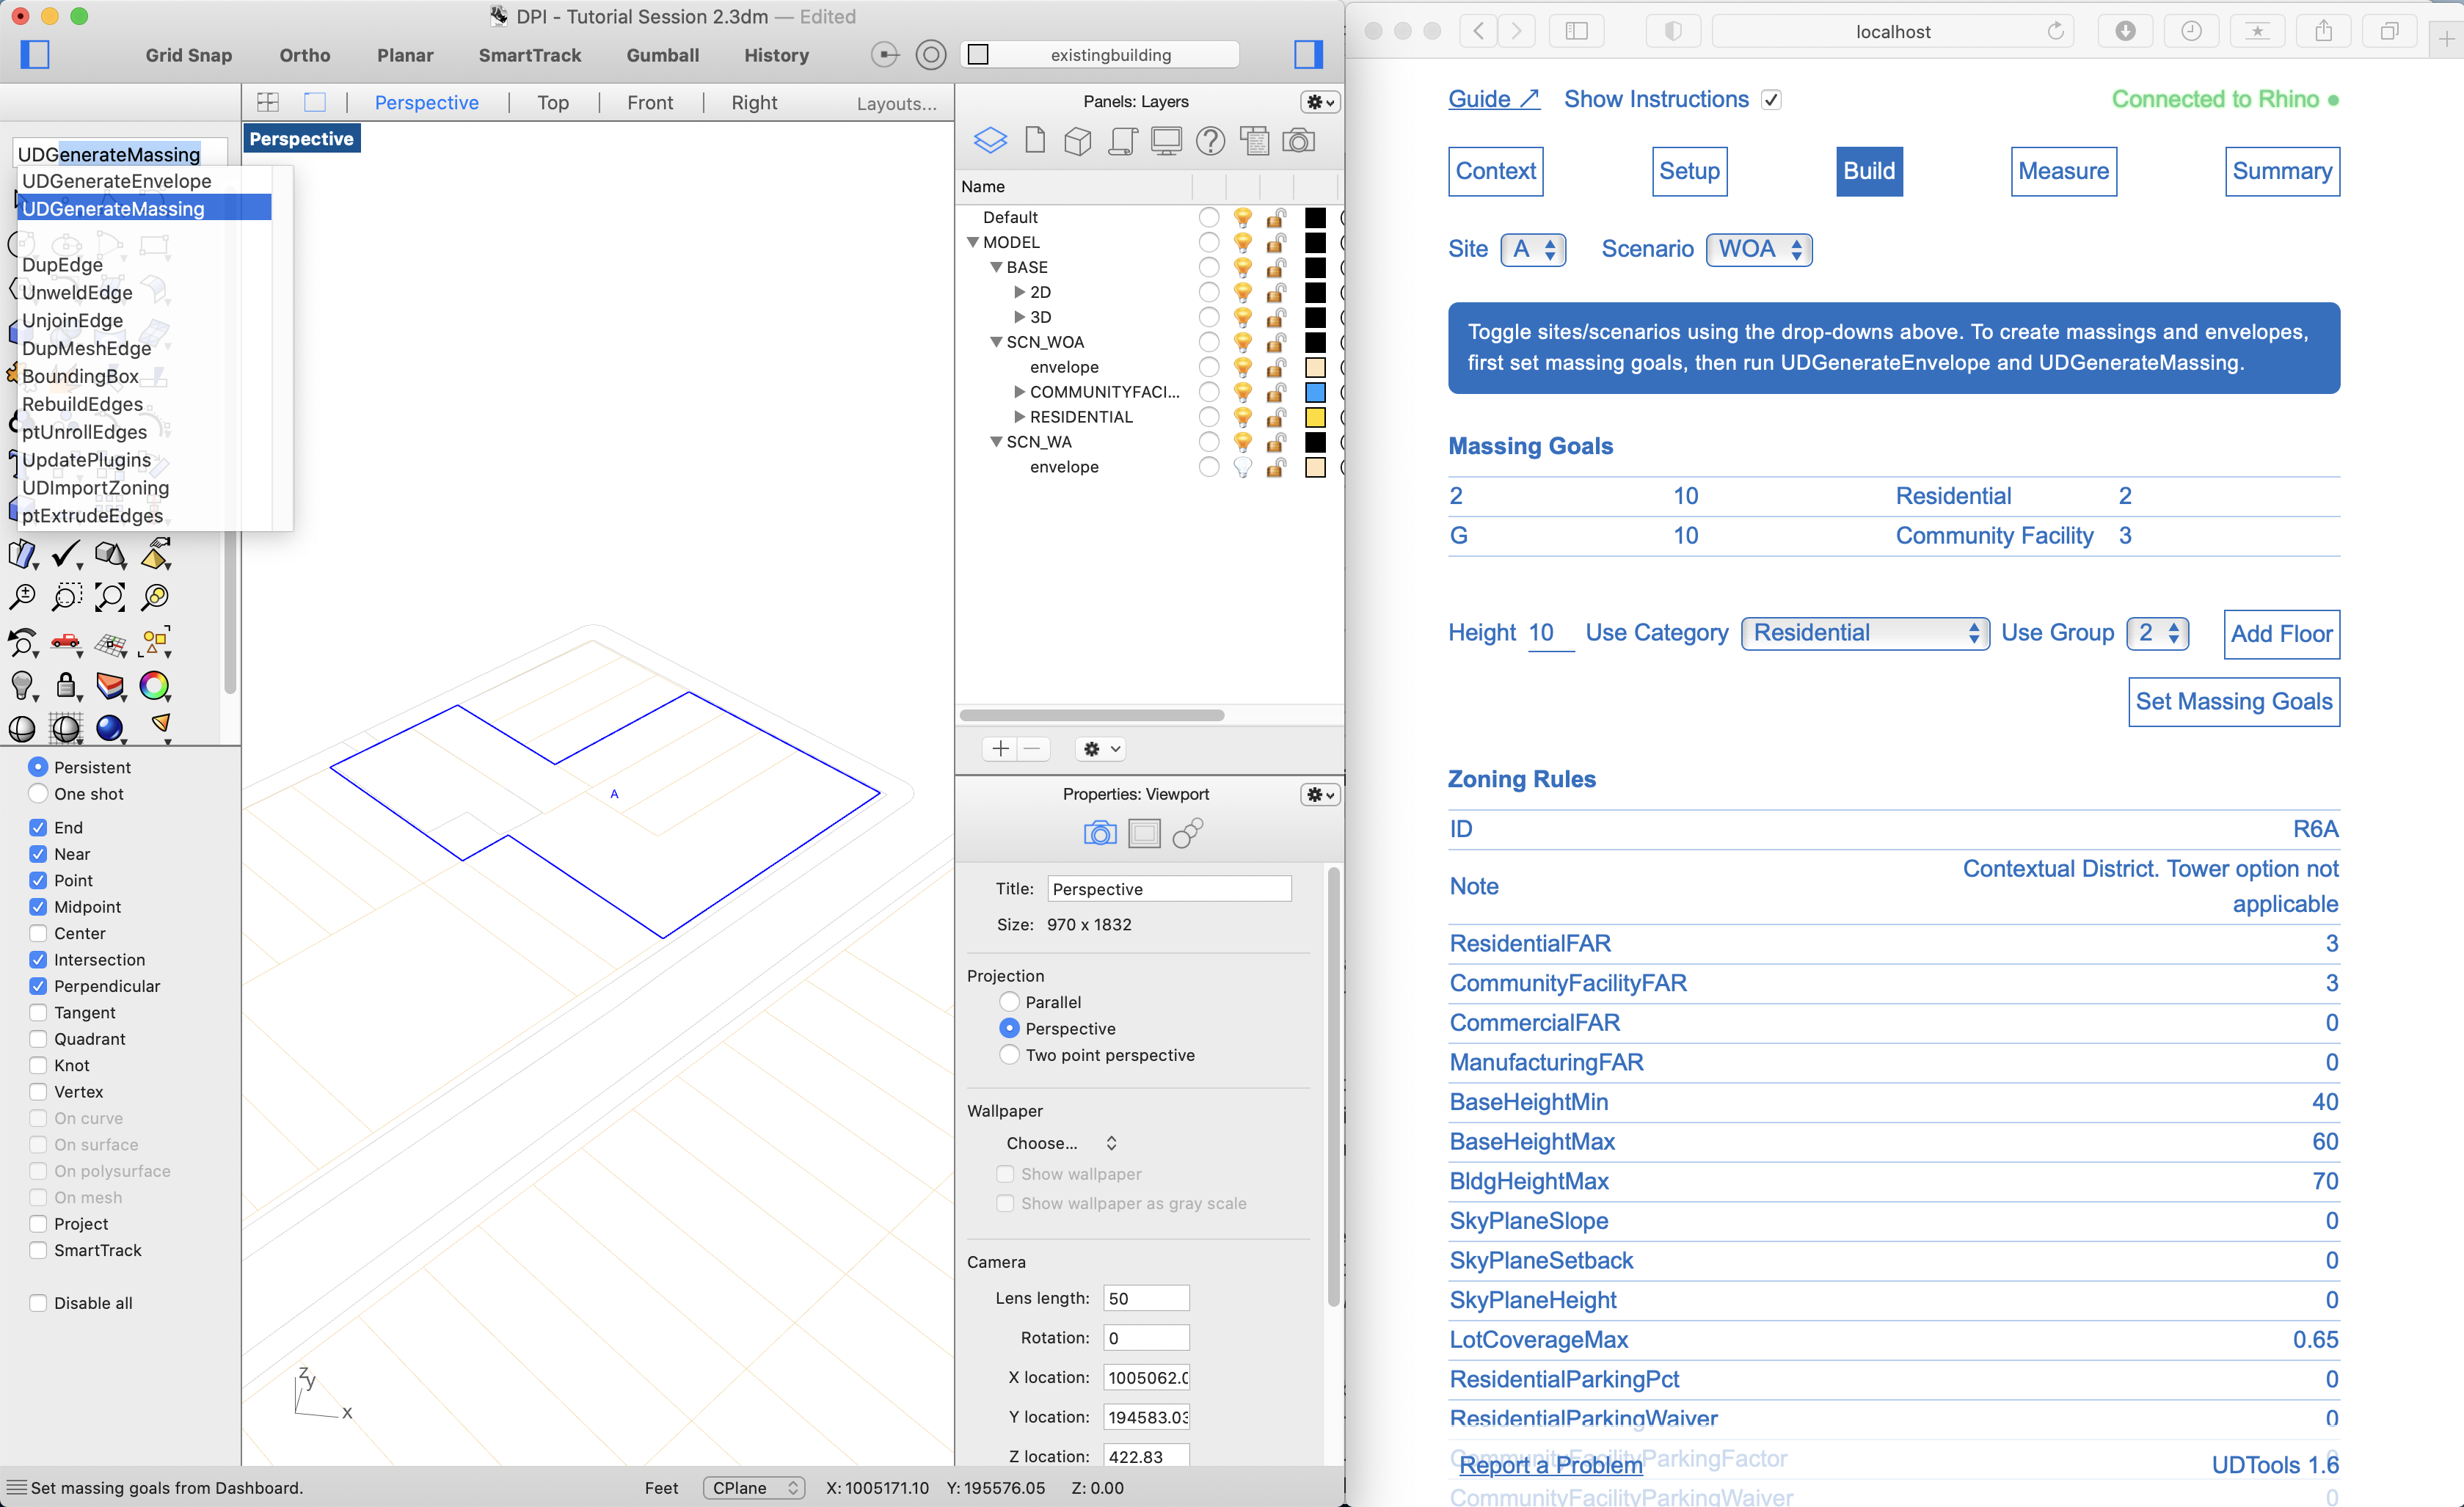 DPI - Tutorial Session 2.3dm — Edited
Grid Snap Ortho Planar SmartTrack Gumball History existingbuilding
Perspective Top Front Right Layouts...
Perspective
UDGenerateMassing
UDGenerateEnvelope
UDGenerateMassing
DupEdge
UnweldEdge
UnjoinEdge
DupMeshEdge
BoundingBox
RebuildEdges
ptUnrollEdges
UpdatePlugins
UDImportZoning
ptExtrudeEdges
Persistent
One shot
End
Near
Point
Midpoint
Center
Intersection
Perpendicular
Tangent
Quadrant
Knot
Vertex
On curve
On surface
On polysurface
On mesh
Project
SmartTrack
Disable all
A
z
y
x
Panels: Layers
Name
Default
MODEL
BASE
2D
3D
SCN_WOA
envelope
COMMUNITYFACI...
RESIDENTIAL
SCN_WA
envelope
Properties: Viewport
Title: Perspective
Size: 970 x 1832
Projection
Parallel
Perspective
Two point perspective
Wallpaper
Choose...
Show wallpaper
Show wallpaper as gray scale
Camera
Lens length: 50
Rotation: 0
X location: 1005062.0
Y location: 194583.03
Z location: 422.83
Set massing goals from Dashboard.
Feet CPlane X: 1005171.10 Y: 195576.05 Z: 0.00
localhost
Guide ↗ Show Instructions Connected to Rhino ●
Context Setup Build Measure Summary
Site A Scenario WOA
Toggle sites/scenarios using the drop-downs above. To create massings and envelopes,
first set massing goals, then run UDGenerateEnvelope and UDGenerateMassing.
Massing Goals
2 10 Residential 2
G 10 Community Facility 3
Height 10 Use Category Residential Use Group 2 Add Floor
Set Massing Goals
Zoning Rules
ID R6A
Note Contextual District. Tower option not
applicable
ResidentialFAR 3
CommunityFacilityFAR 3
CommercialFAR 0
ManufacturingFAR 0
BaseHeightMin 40
BaseHeightMax 60
BldgHeightMax 70
SkyPlaneSlope 0
SkyPlaneSetback 0
SkyPlaneHeight 0
LotCoverageMax 0.65
ResidentialParkingPct 0
ResidentialParkingWaiver 0
CommunityFacilityParkingFactor 0
Report a Problem UDTools 1.6
CommunityFacilityParkingWaiver 0